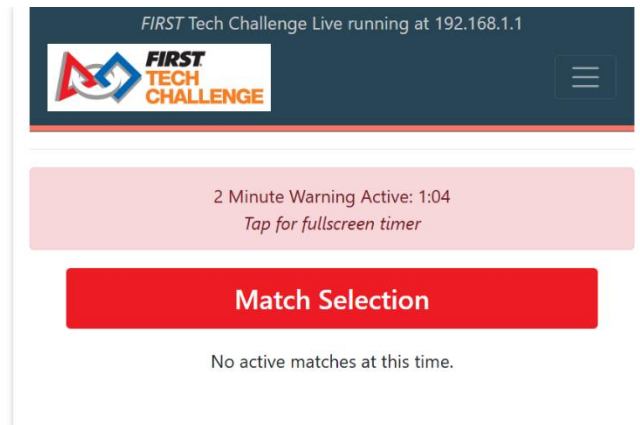 FIRST Tech Challenge Live running at 192.168.1.1
FIRST
TECH
CHALLENGE
2 Minute Warning Active: 1:04
Tap for fullscreen timer
Match Selection
No active matches at this time.